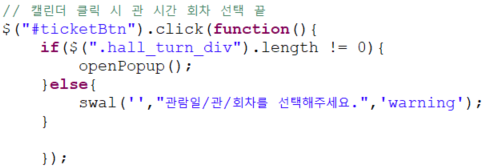 // 캘린더 클릭 시 관 시간 회차 선택 끝
$("#ticketBtn").click(function(){
    if($(".hall_turn_div").length != 0){
        openPopup();
    }else{
        swal('',"관람일/관/회차를 선택해주세요.",'warning');
    }

    });